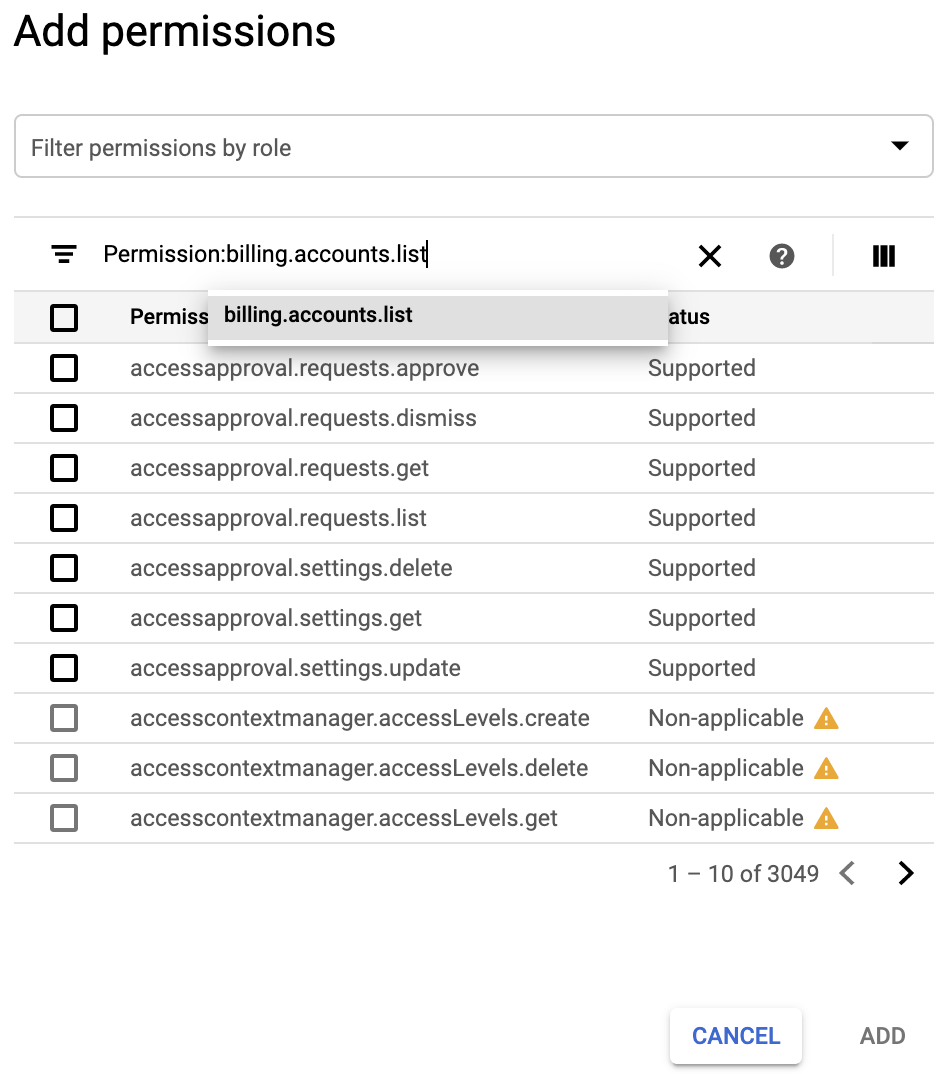 Add permissions
Filter permissions by role
Permission:billing.accounts.list
billing.accounts.list
Permiss atus
accessapproval.requests.approve Supported
accessapproval.requests.dismiss Supported
accessapproval.requests.get Supported
accessapproval.requests.list Supported
accessapproval.settings.delete Supported
accessapproval.settings.get Supported
accessapproval.settings.update Supported
accesscontextmanager.accessLevels.create Non-applicable
accesscontextmanager.accessLevels.delete Non-applicable
accesscontextmanager.accessLevels.get Non-applicable
1 – 10 of 3049
CANCEL ADD